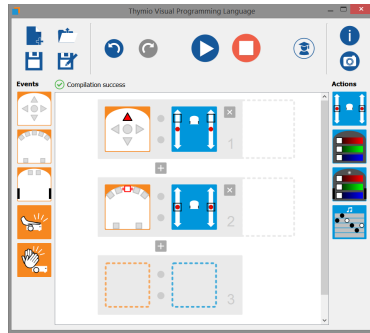 Thymio Visual Programming Language
Events
Compilation success
Actions
1
2
3